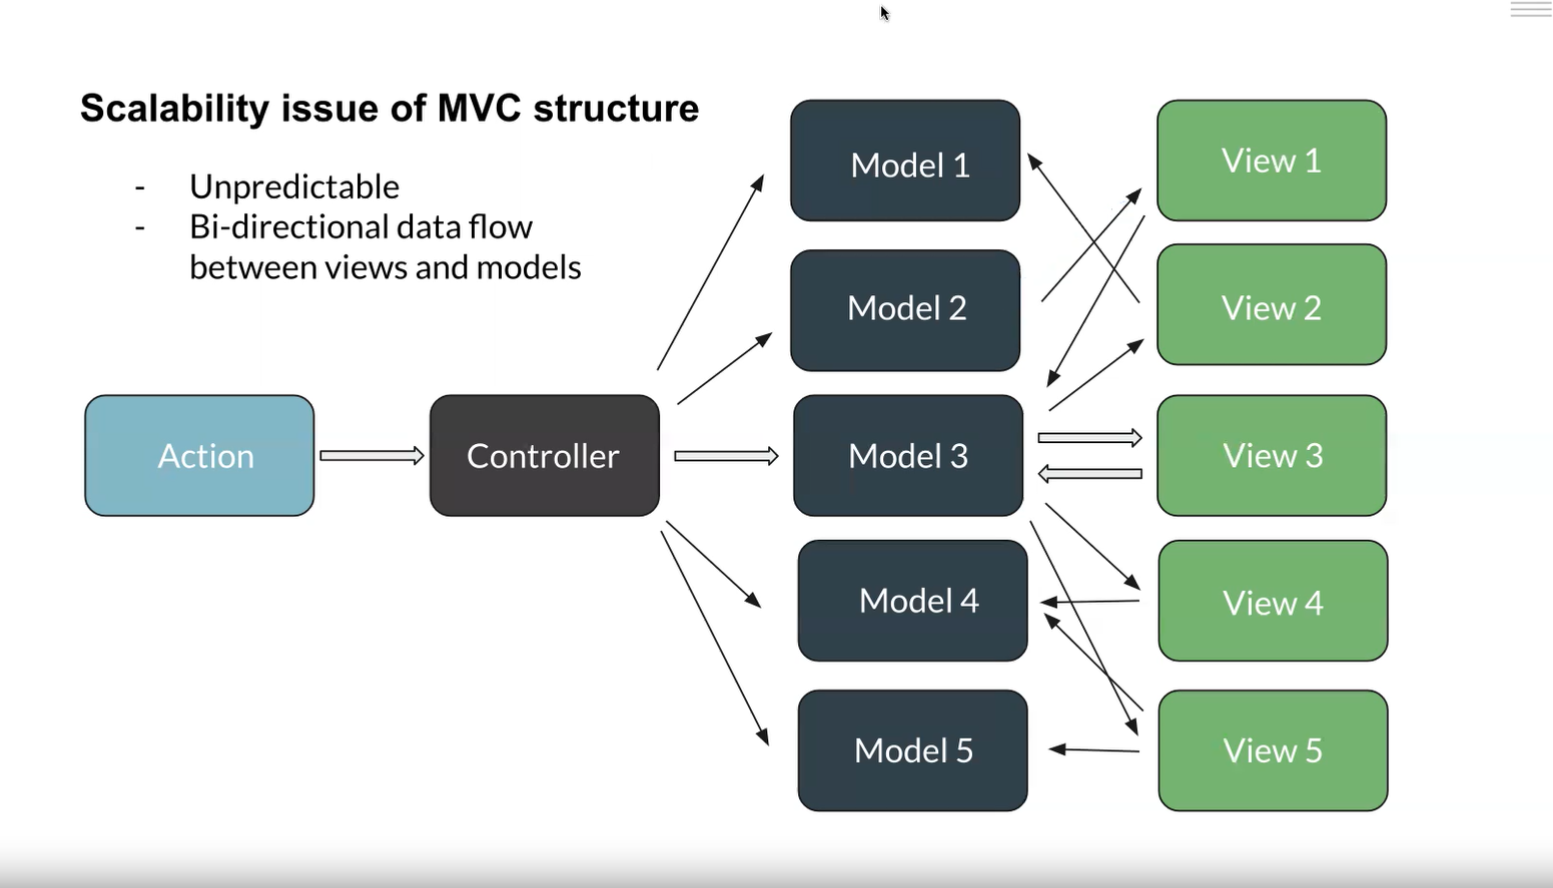 Scalability issue of MVC structure
- Unpredictable
- Bi-directional data flow
between views and models
Action
Controller
Model 1
Model 2
Model 3
Model 4
Model 5
View 1
View 2
View 3
View 4
View 5